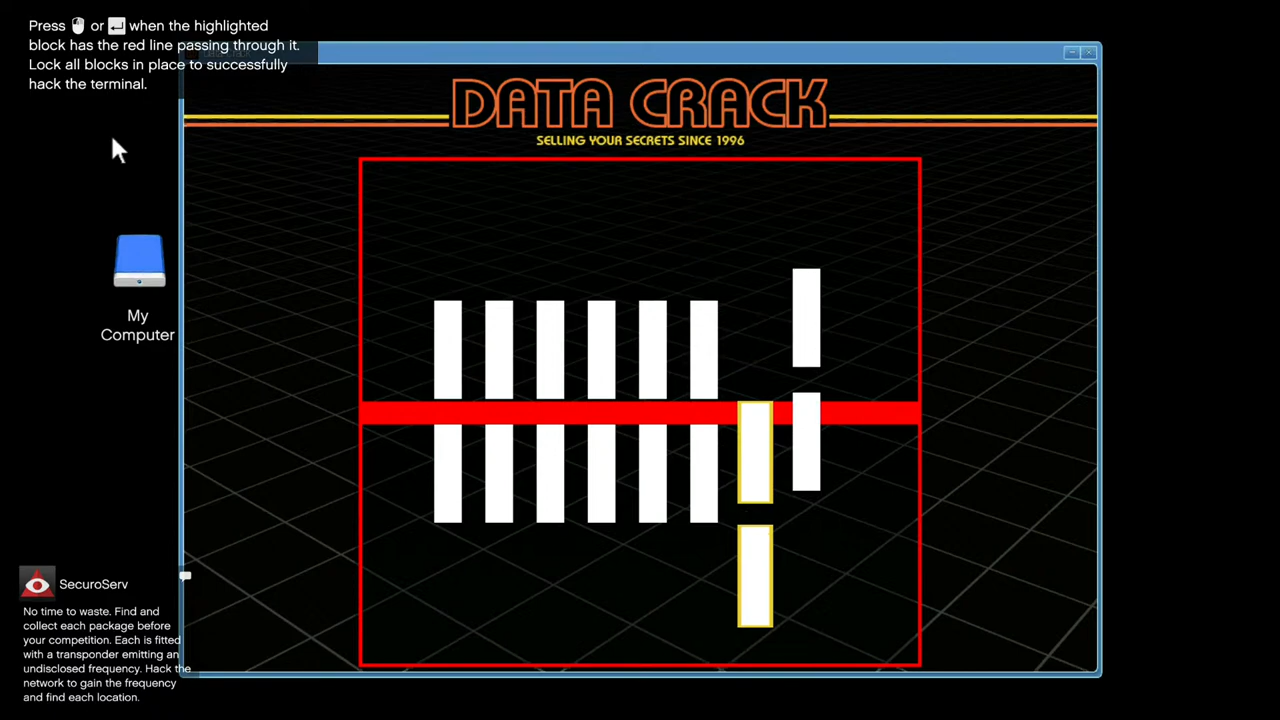 Press or when the highlighted
block has the red line passing through it.
Lock all blocks in place to successfully
hack the terminal.
DATA CRACK
SELLING YOUR SECRETS SINCE 1996
My
Computer
SecuroServ
No time to waste. Find and
collect each package before
your competition. Each is fitted
with a transponder emitting an
undisclosed frequency. Hack the
network to gain the frequency
and find each location.